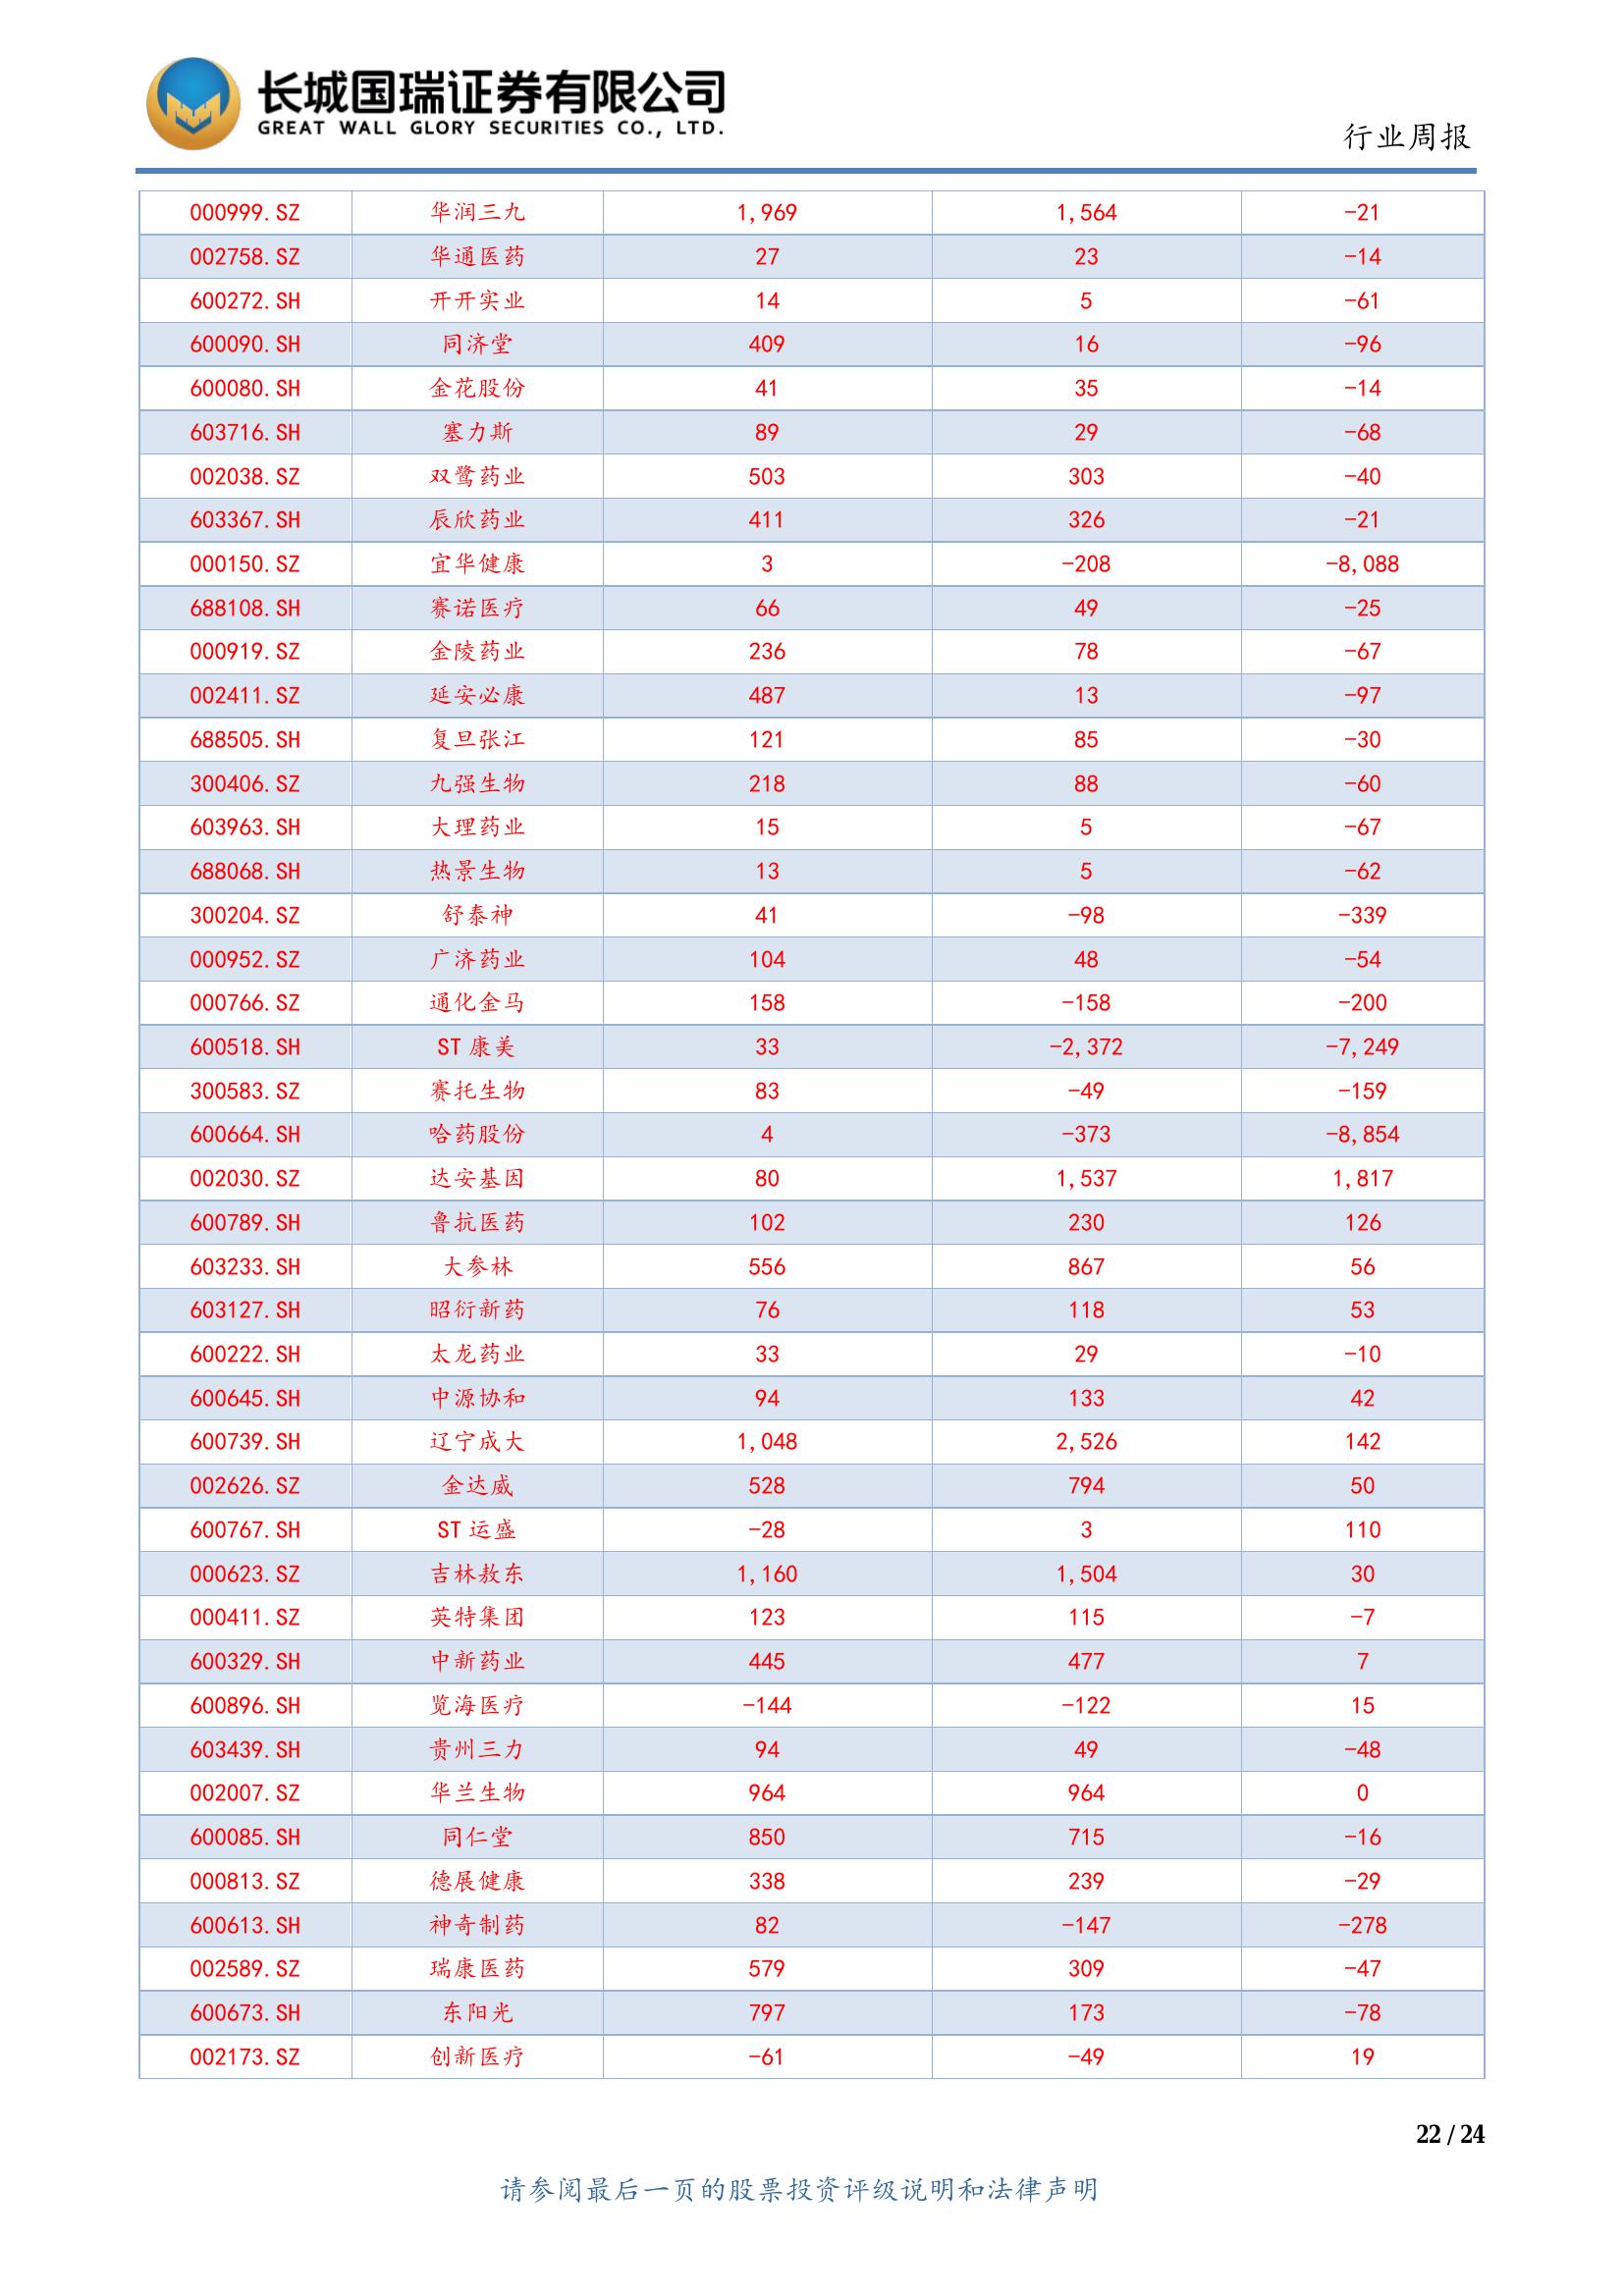 长城国瑞证券有限公司
GREAT WALL GLORY SECURITIES CO., LTD.
行业周报
000999.SZ 华润三九 1,969 1,564 -21
002758.SZ 华通医药 27 23 -14
600272.SH 开开实业 14 5 -61
600090.SH 同济堂 409 16 -96
600080.SH 金花股份 41 35 -14
603716.SH 塞力斯 89 29 -68
002038.SZ 双鹭药业 503 303 -40
603367.SH 辰欣药业 411 326 -21
000150.SZ 宜华健康 3 -208 -8,088
688108.SH 赛诺医疗 66 49 -25
000919.SZ 金陵药业 236 78 -67
002411.SZ 延安必康 487 13 -97
688505.SH 复旦张江 121 85 -30
300406.SZ 九强生物 218 88 -60
603963.SH 大理药业 15 5 -67
688068.SH 热景生物 13 5 -62
300204.SZ 舒泰神 41 -98 -339
000952.SZ 广济药业 104 48 -54
000766.SZ 通化金马 158 -158 -200
600518.SH ST 康美 33 -2,372 -7,249
300583.SZ 赛托生物 83 -49 -159
600664.SH 哈药股份 4 -373 -8,854
002030.SZ 达安基因 80 1,537 1,817
600789.SH 鲁抗医药 102 230 126
603233.SH 大参林 556 867 56
603127.SH 昭衍新药 76 118 53
600222.SH 太龙药业 33 29 -10
600645.SH 中源协和 94 133 42
600739.SH 辽宁成大 1,048 2,526 142
002626.SZ 金达威 528 794 50
600767.SH ST 运盛 -28 3 110
000623.SZ 吉林敖东 1,160 1,504 30
000411.SZ 英特集团 123 115 -7
600329.SH 中新药业 445 477 7
600896.SH 览海医疗 -144 -122 15
603439.SH 贵州三力 94 49 -48
002007.SZ 华兰生物 964 964 0
600085.SH 同仁堂 850 715 -16
000813.SZ 德展健康 338 239 -29
600613.SH 神奇制药 82 -147 -278
002589.SZ 瑞康医药 579 309 -47
600673.SH 东阳光 797 173 -78
002173.SZ 创新医疗 -61 -49 19
22 / 24
请参阅最后一页的股票投资评级说明和法律声明